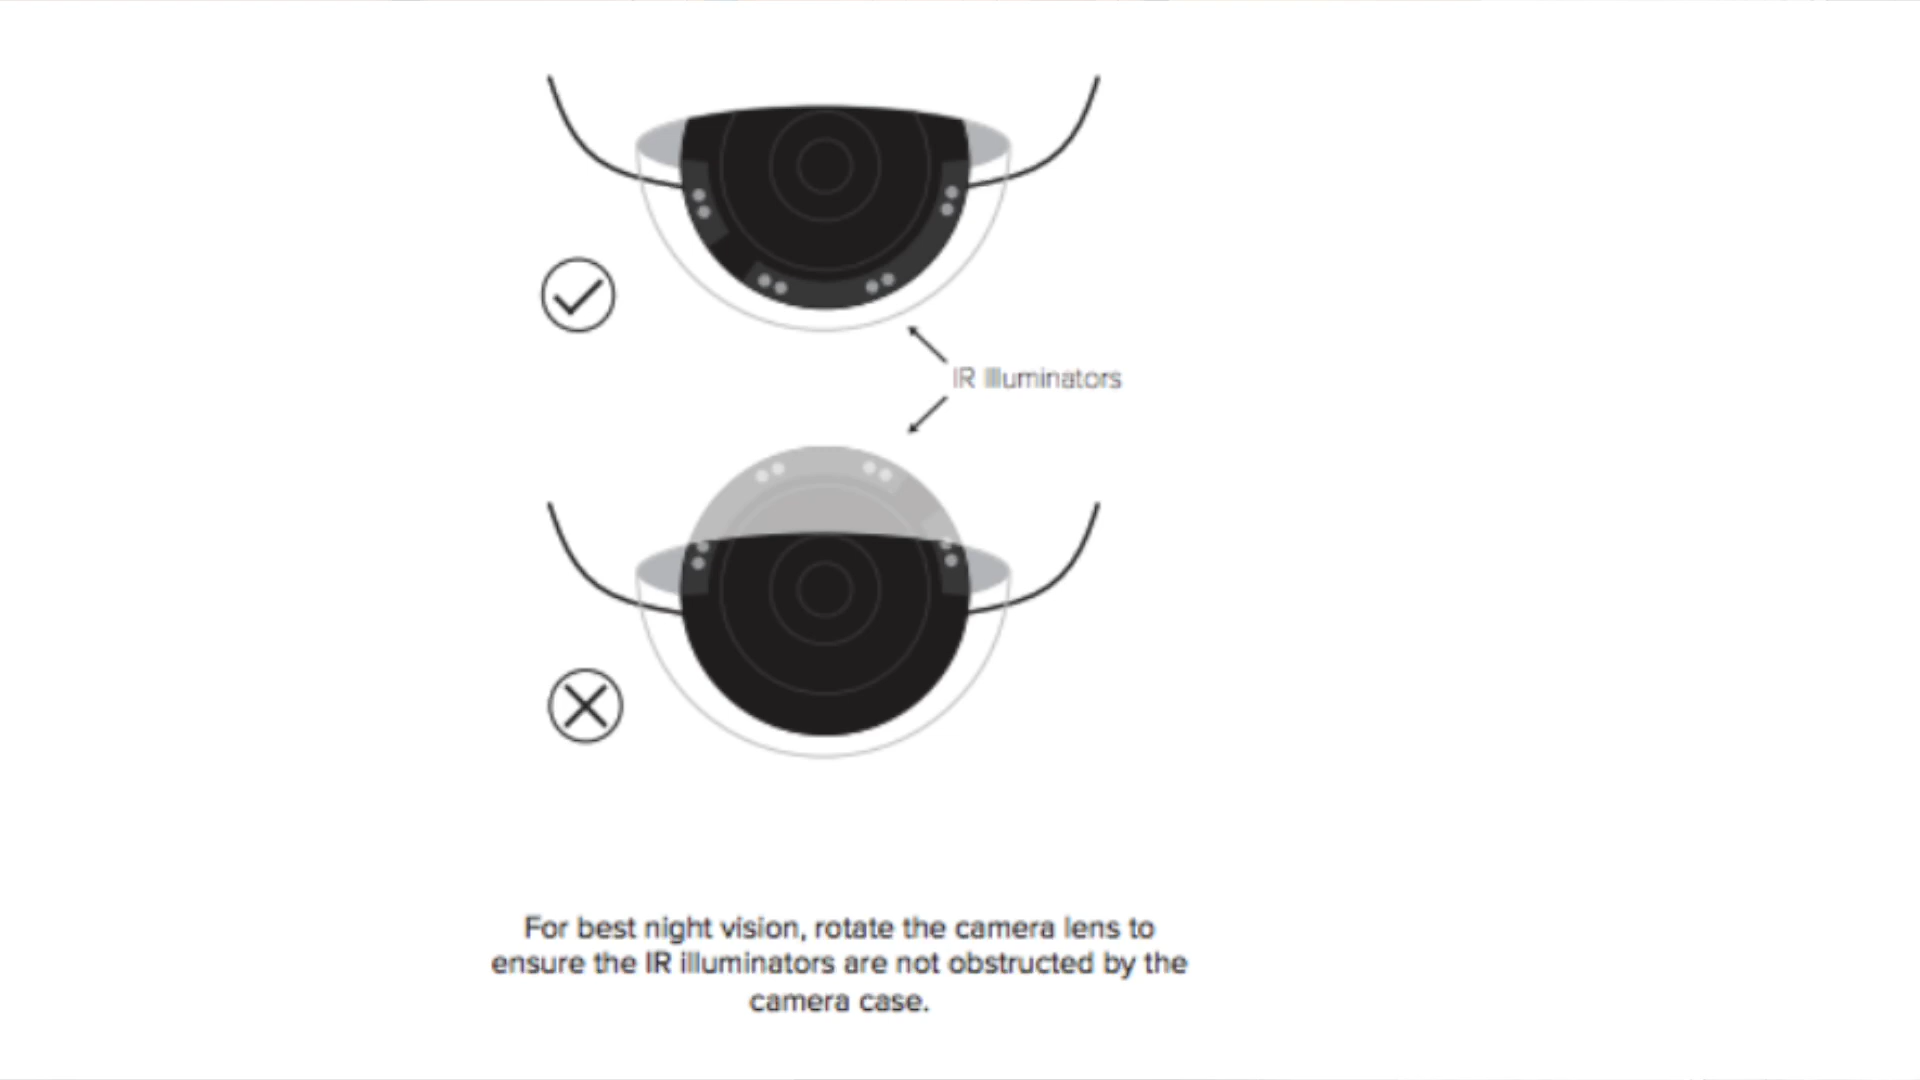 IR Illuminators
For best night vision, rotate the camera lens to
ensure the IR illuminators are not obstructed by the
camera case.